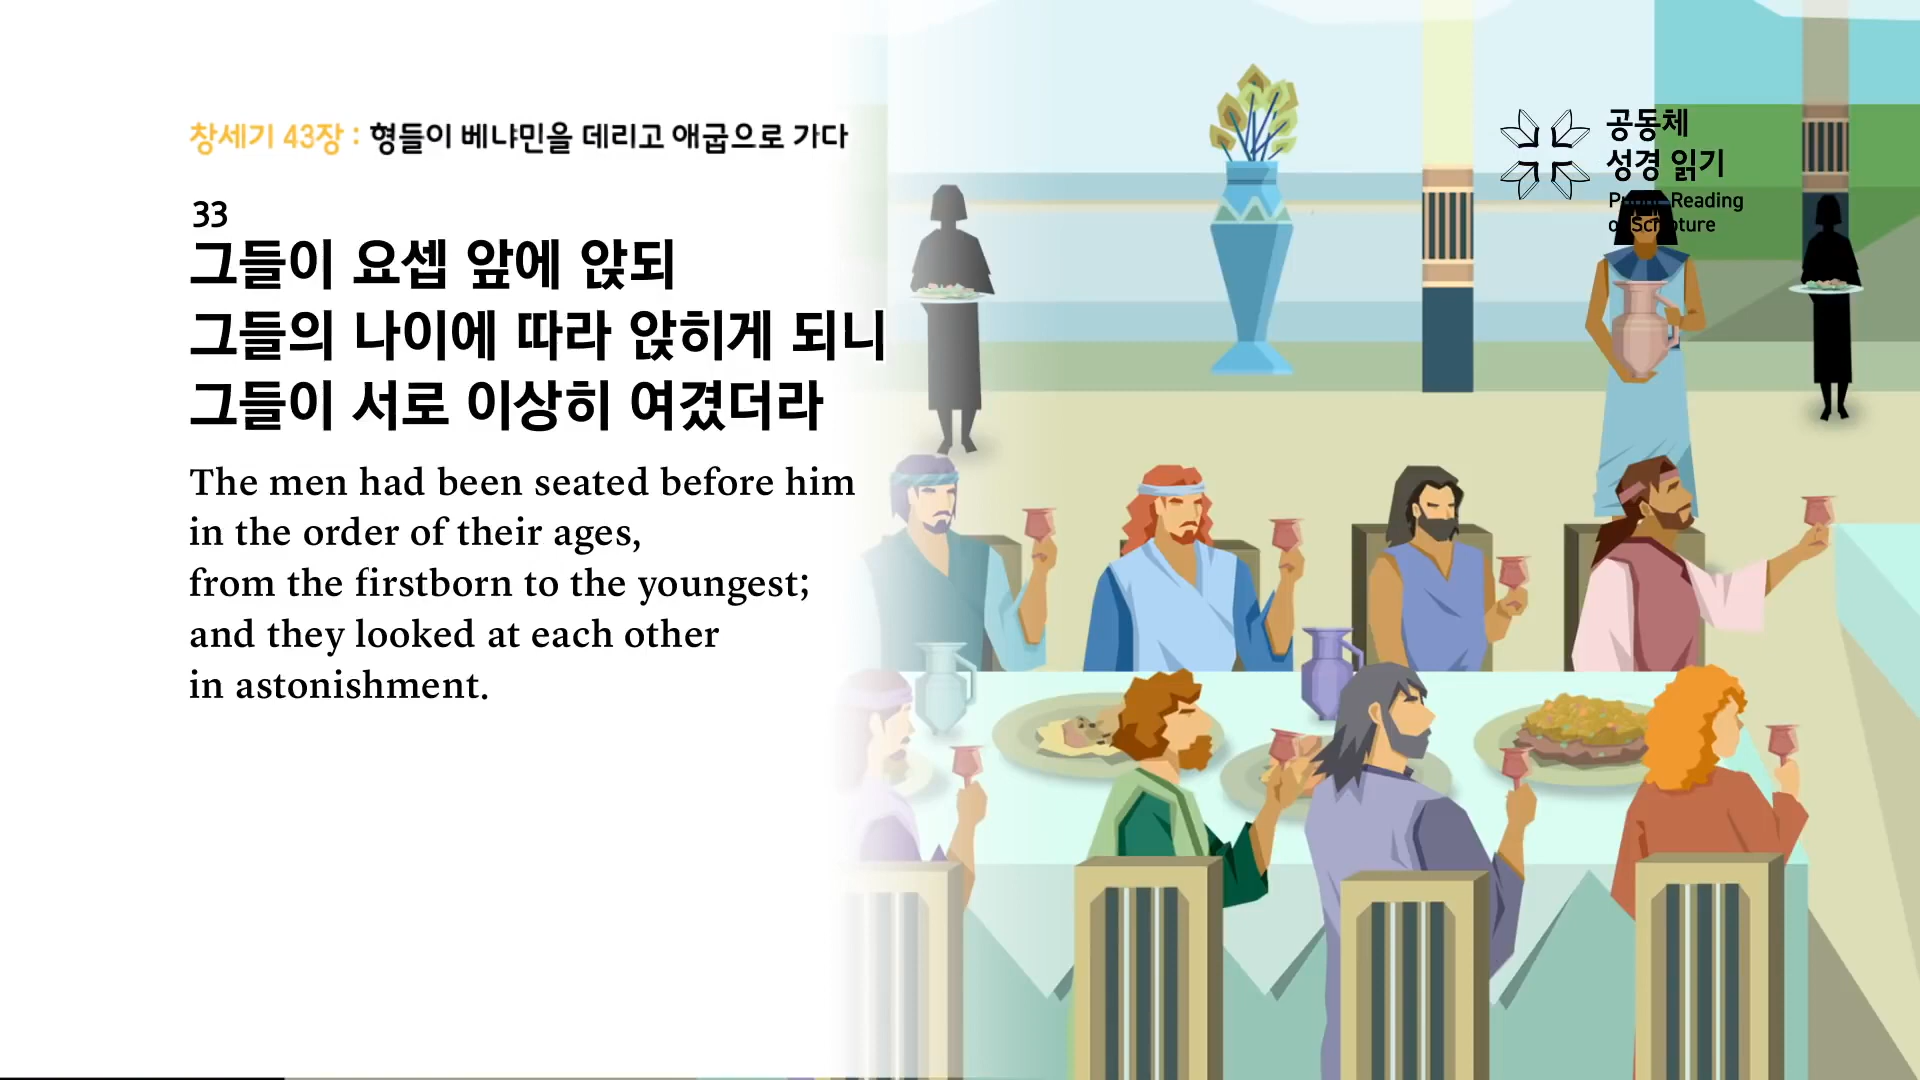 창세기 43장 : 형들이 베냐민을 데리고 애굽으로 가다
33
그들이 요셉 앞에 앉되
그들의 나이에 따라 앉히게 되니
그들이 서로 이상히 여겼더라
The men had been seated before him
in the order of their ages,
from the firstborn to the youngest;
and they looked at each other
in astonishment.
공동체
성경 읽기
Public Reading
of Scripture